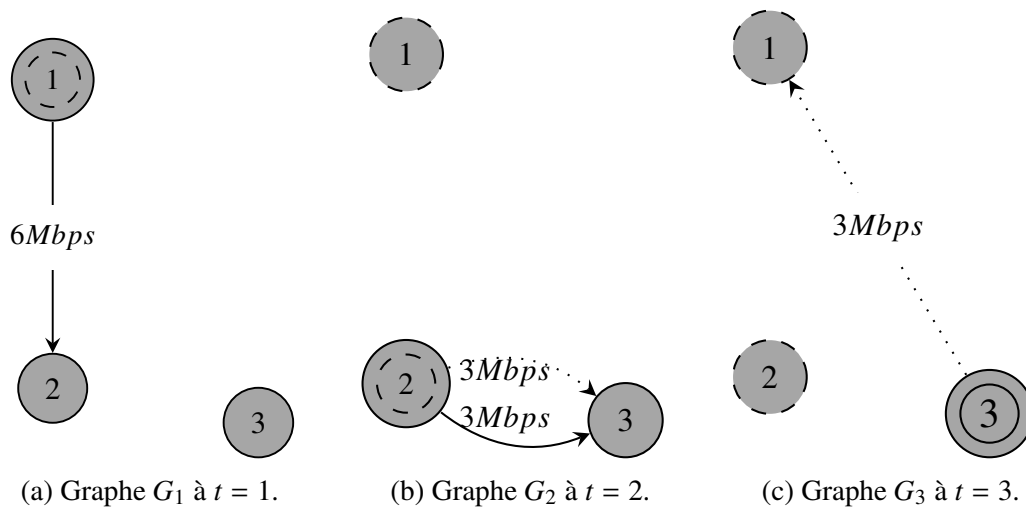 1
1
1
6Mbps
3Mbps
2
2
3Mbps
2
3Mbps
3
3
3
(a) Graphe G₁ à t = 1.
(b) Graphe G₂ à t = 2.
(c) Graphe G₃ à t = 3.